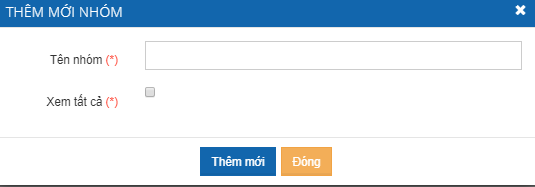 THÊM MỚI NHÓM ✖
Tên nhóm (*)
Xem tất cả (*)
Thêm mới Đóng